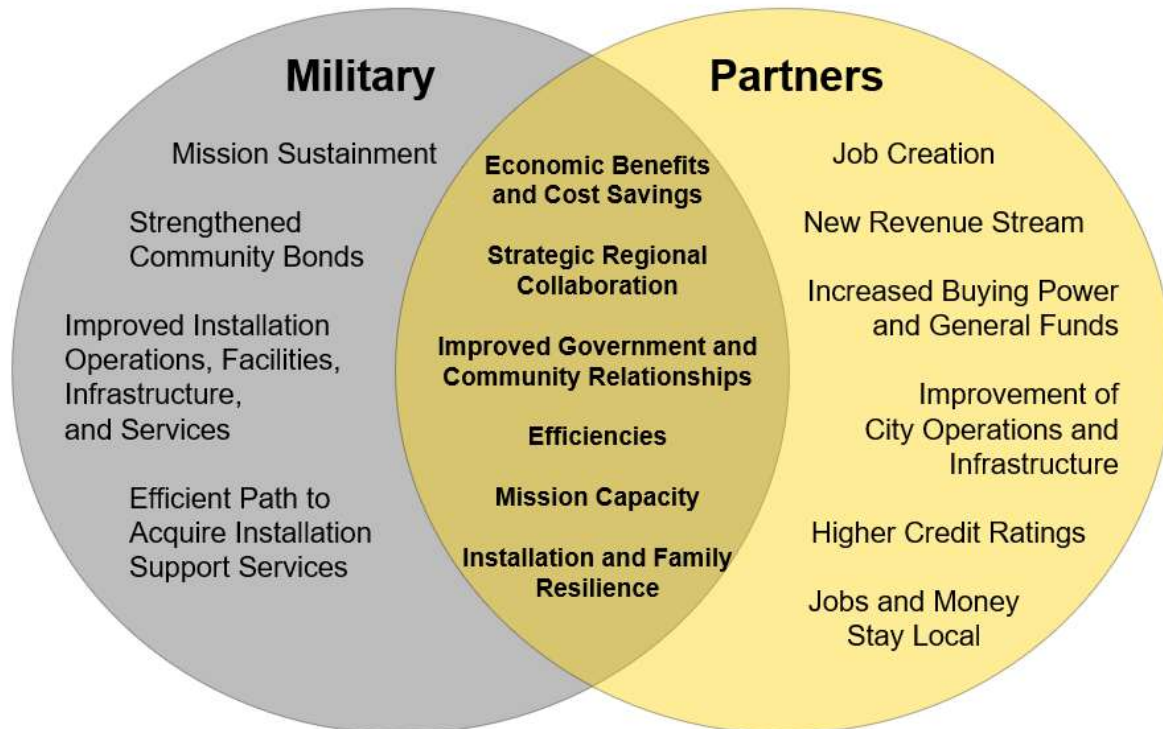 Military
Mission Sustainment
Strengthened
Community Bonds
Improved Installation
Operations, Facilities,
Infrastructure,
and Services
Efficient Path to
Acquire Installation
Support Services
Economic Benefits
and Cost Savings
Strategic Regional
Collaboration
Improved Government and
Community Relationships
Efficiencies
Mission Capacity
Installation and Family
Resilience
Partners
Job Creation
New Revenue Stream
Increased Buying Power
and General Funds
Improvement of
City Operations and
Infrastructure
Higher Credit Ratings
Jobs and Money
Stay Local